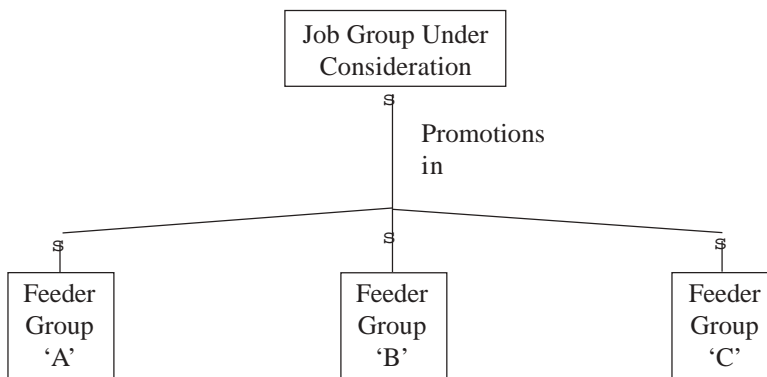 Job Group Under
Consideration
s
Promotions
in
s
s
s
Feeder
Group
‘A’
Feeder
Group
‘B’
Feeder
Group
‘C’